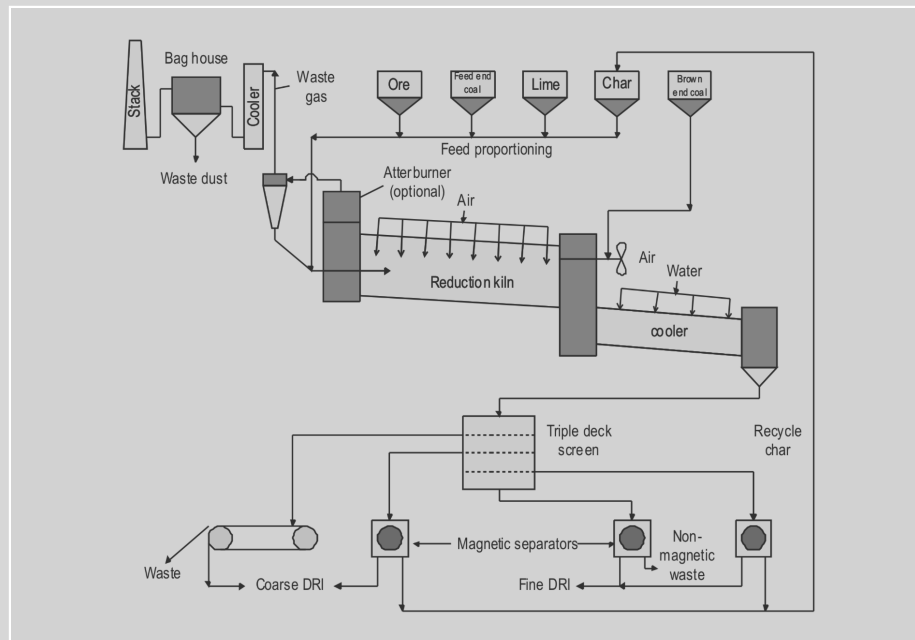 Stack
Bag house
Cooler
Waste
gas
Ore
Feed end
coal
Lime
Char
Brown
end coal
Waste dust
Feed proportioning
Atterburner
(optional)
Air
Reduction kiln
Air
Water
cooler
Triple deck
screen
Recycle
char
Waste
Coarse DRI
Magnetic separators
Fine DRI
Non-
magnetic
waste